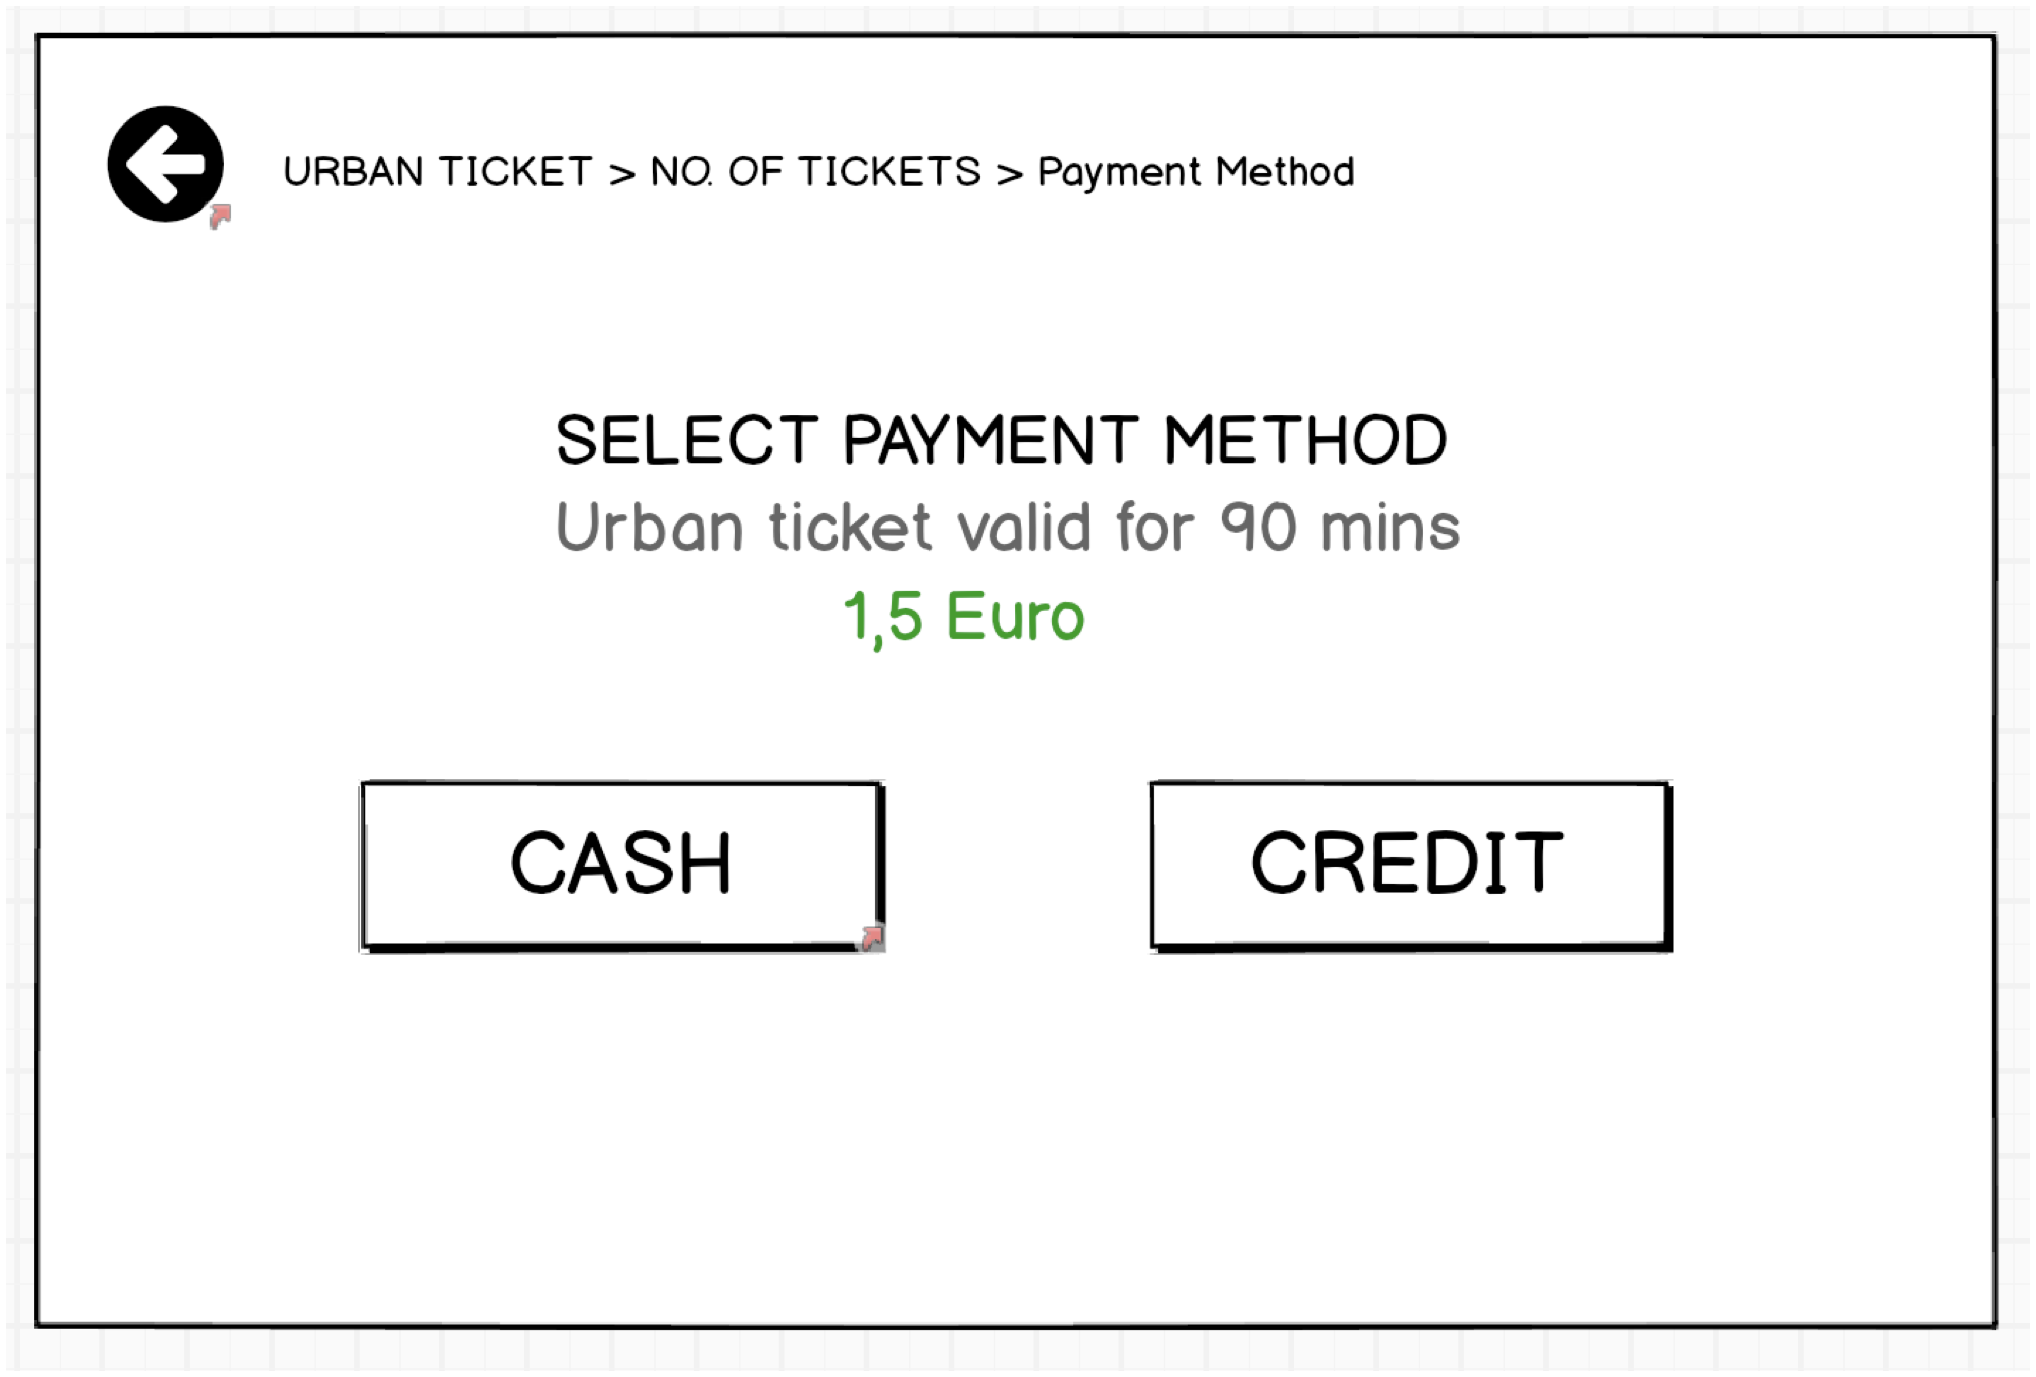 URBAN TICKET > NO. OF TICKETS > Payment Method
SELECT PAYMENT METHOD
Urban ticket valid for 90 mins
1,5 Euro
CASH
CREDIT